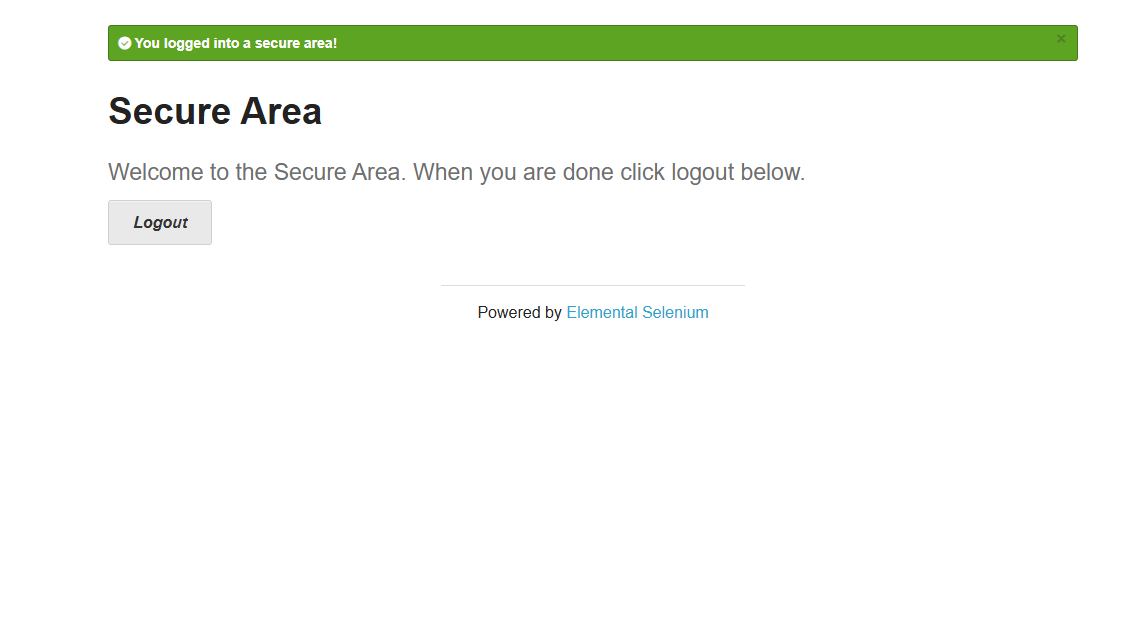 You logged into a secure area!
×
Secure Area
Welcome to the Secure Area. When you are done click logout below.
Logout
Powered by Elemental Selenium